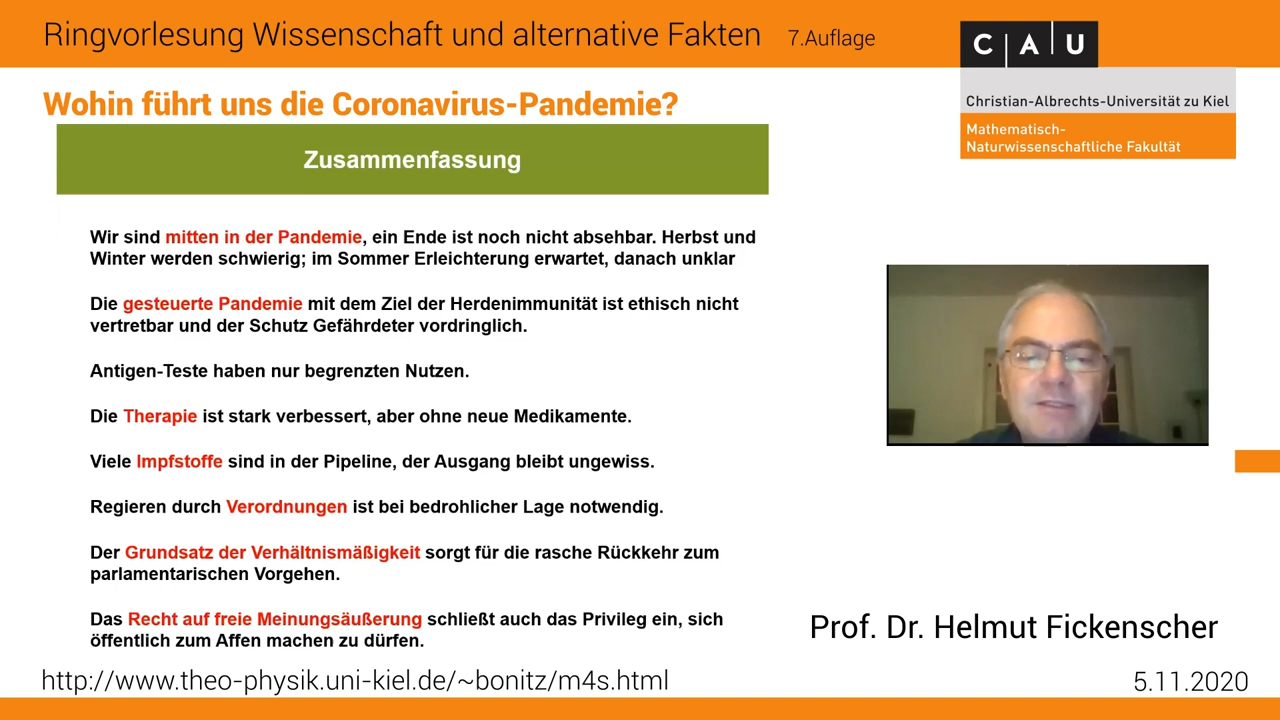 Ringvorlesung Wissenschaft und alternative Fakten 7.Auflage
C A U
Christian-Albrechts-Universität zu Kiel
Mathematisch-
Naturwissenschaftliche Fakultät
Wohin führt uns die Coronavirus-Pandemie?
Zusammenfassung
Wir sind mitten in der Pandemie, ein Ende ist noch nicht absehbar. Herbst und
Winter werden schwierig; im Sommer Erleichterung erwartet, danach unklar
Die gesteuerte Pandemie mit dem Ziel der Herdenimmunität ist ethisch nicht
vertretbar und der Schutz Gefährdeter vordringlich.
Antigen-Teste haben nur begrenzten Nutzen.
Die Therapie ist stark verbessert, aber ohne neue Medikamente.
Viele Impfstoffe sind in der Pipeline, der Ausgang bleibt ungewiss.
Regieren durch Verordnungen ist bei bedrohlicher Lage notwendig.
Der Grundsatz der Verhältnismäßigkeit sorgt für die rasche Rückkehr zum
parlamentarischen Vorgehen.
Das Recht auf freie Meinungsäußerung schließt auch das Privileg ein, sich
öffentlich zum Affen machen zu dürfen.
Prof. Dr. Helmut Fickenscher
http://www.theo-physik.uni-kiel.de/~bonitz/m4s.html
5.11.2020